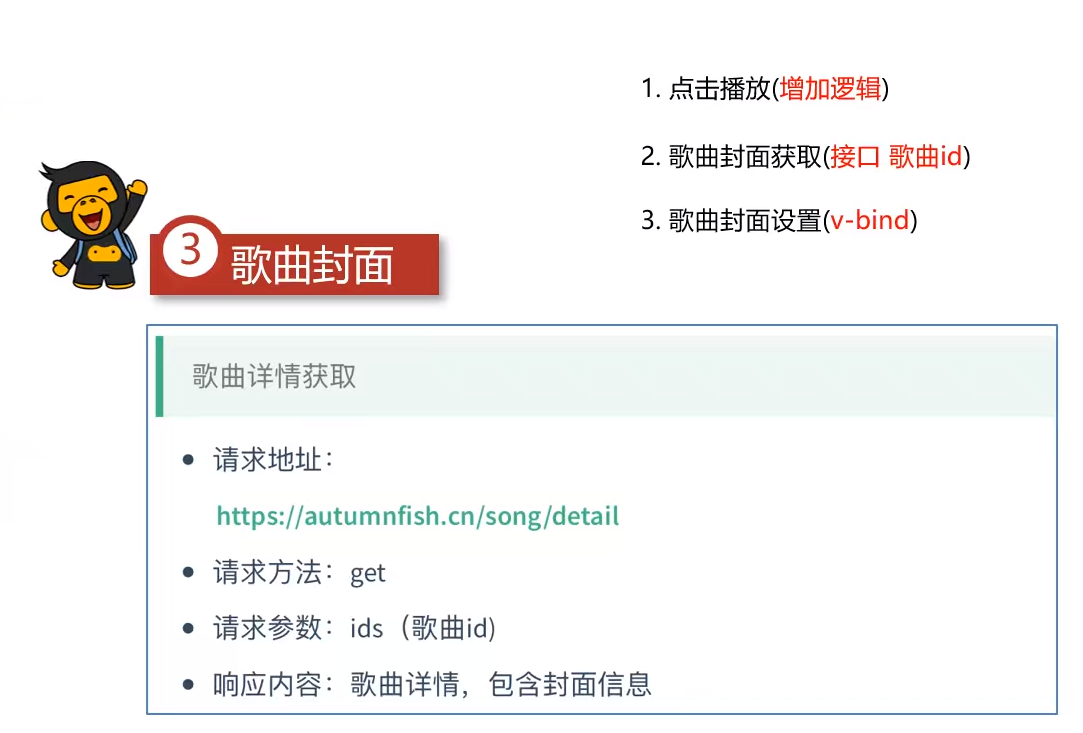 1. 点击播放(增加逻辑)
2. 歌曲封面获取(接口 歌曲id)
3. 歌曲封面设置(v-bind)
3 歌曲封面
歌曲详情获取
• 请求地址：
https://autumnfish.cn/song/detail
• 请求方法：get
• 请求参数：ids（歌曲id)
• 响应内容：歌曲详情，包含封面信息